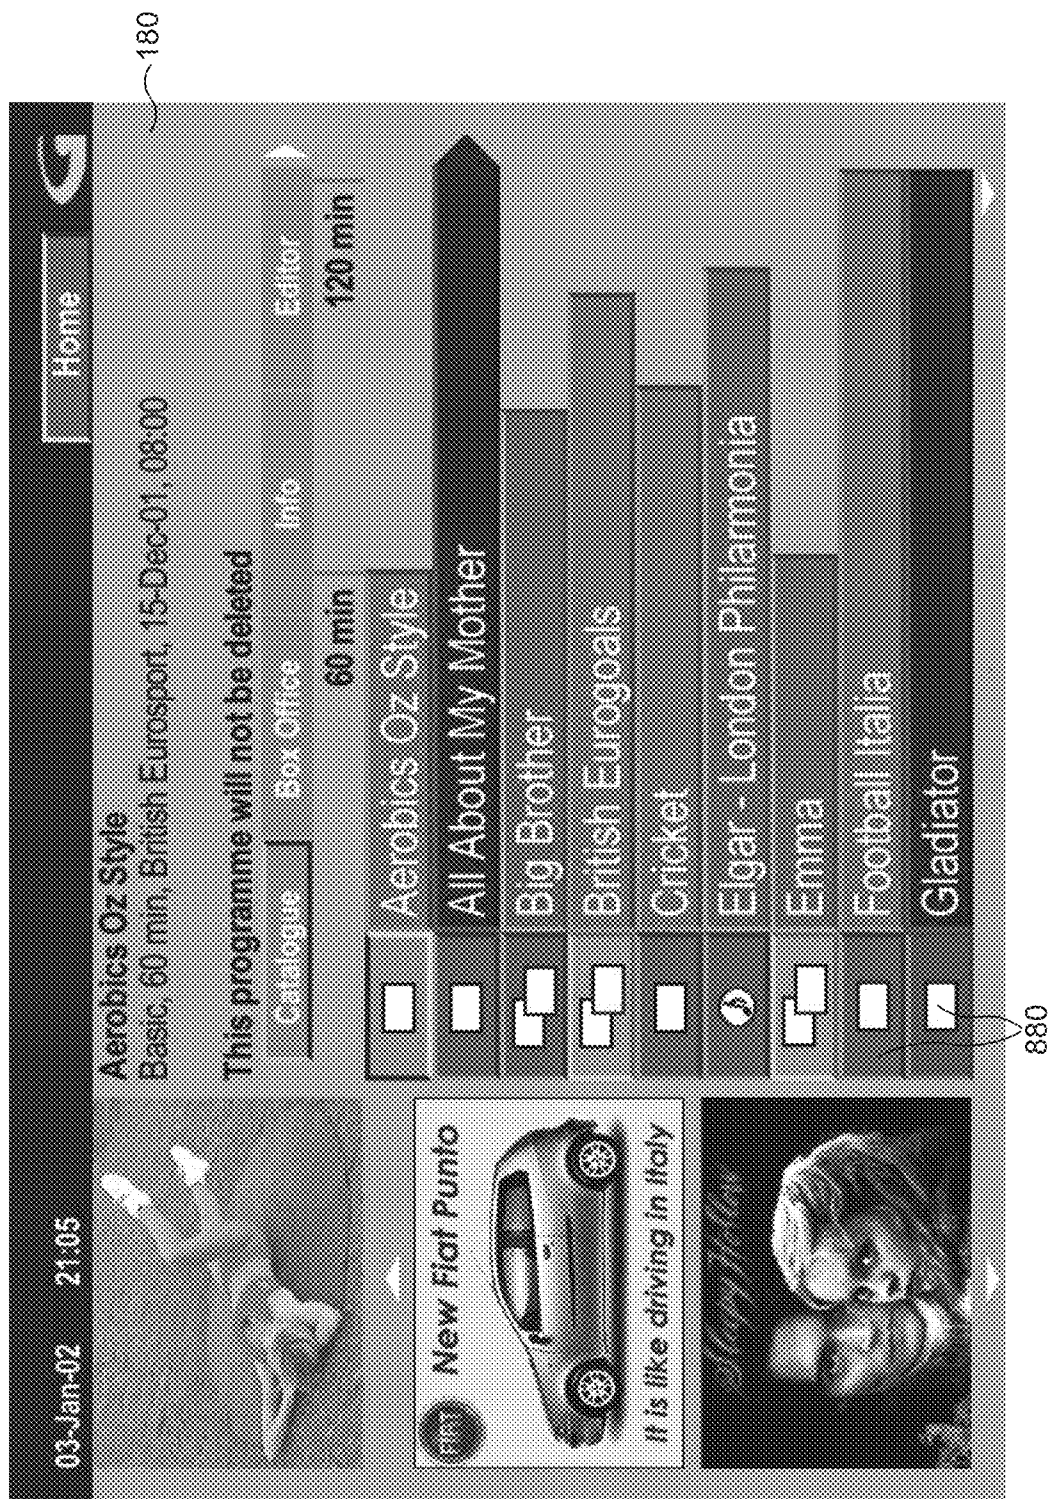 180
03-Jan-02 21:05
Home
Aerobics Oz Style
Basic, 60 min, British Eurosport, 15-Dec-01, 08:00
This programme will not be deleted
Catalogue Box Office Info Editor
60 min 120 min
Aerobics Oz Style
All About My Mother
Big Brother
British Eurogoals
Cricket
Elgar - London Philarmonia
Emma
Football Italia
Gladiator
FIAT New Fiat Punto
It is like driving in Italy
880